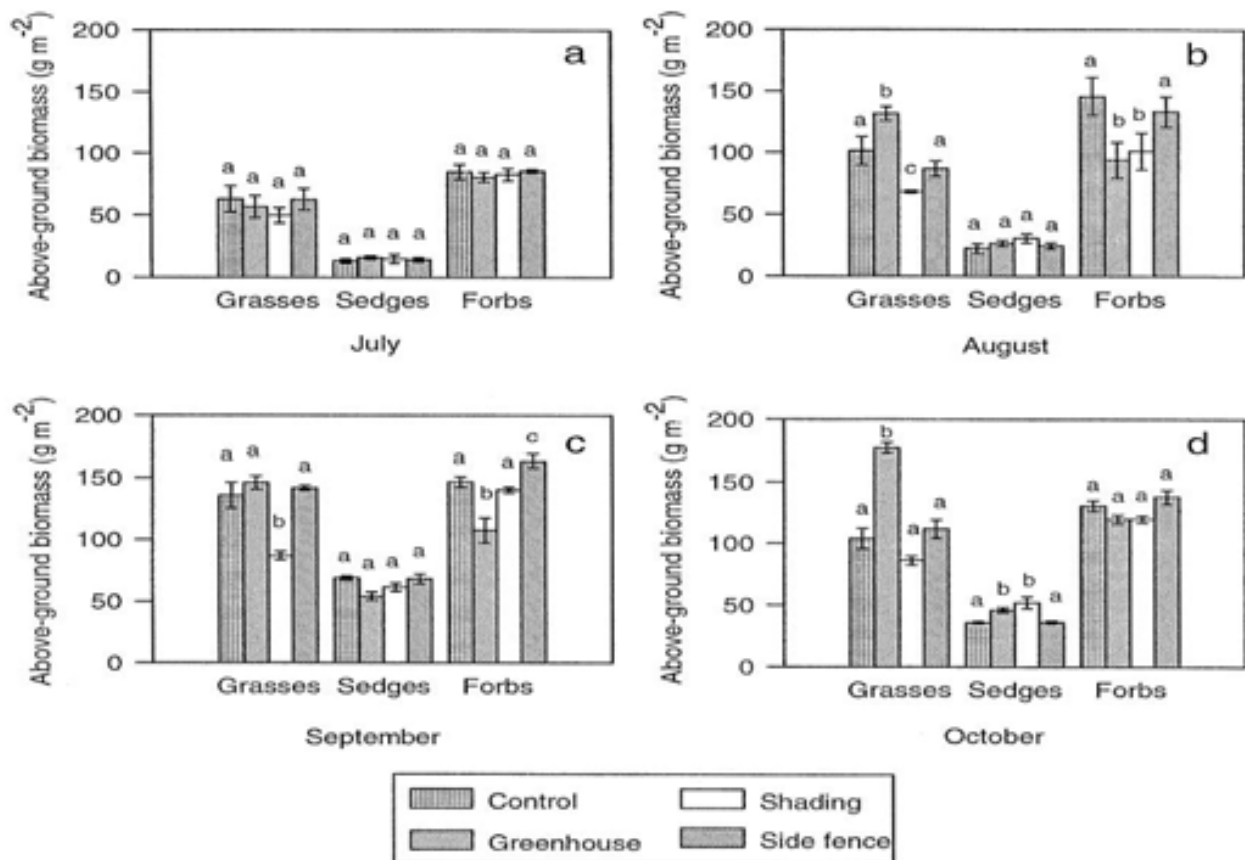 Above-ground biomass (g m⁻²)
200
150
100
50
0
a
a a a a
a a a a
a a a a
Grasses Sedges Forbs
July
Above-ground biomass (g m⁻²)
200
150
100
50
0
b
a b c a
a a a a
a b b a
Grasses Sedges Forbs
August
Above-ground biomass (g m⁻²)
200
150
100
50
0
c
a a b a
a a a a
a b a c
Grasses Sedges Forbs
September
Above-ground biomass (g m⁻²)
200
150
100
50
0
d
a b a a
a b b a
a a a a
Grasses Sedges Forbs
October
Control Shading
Greenhouse Side fence